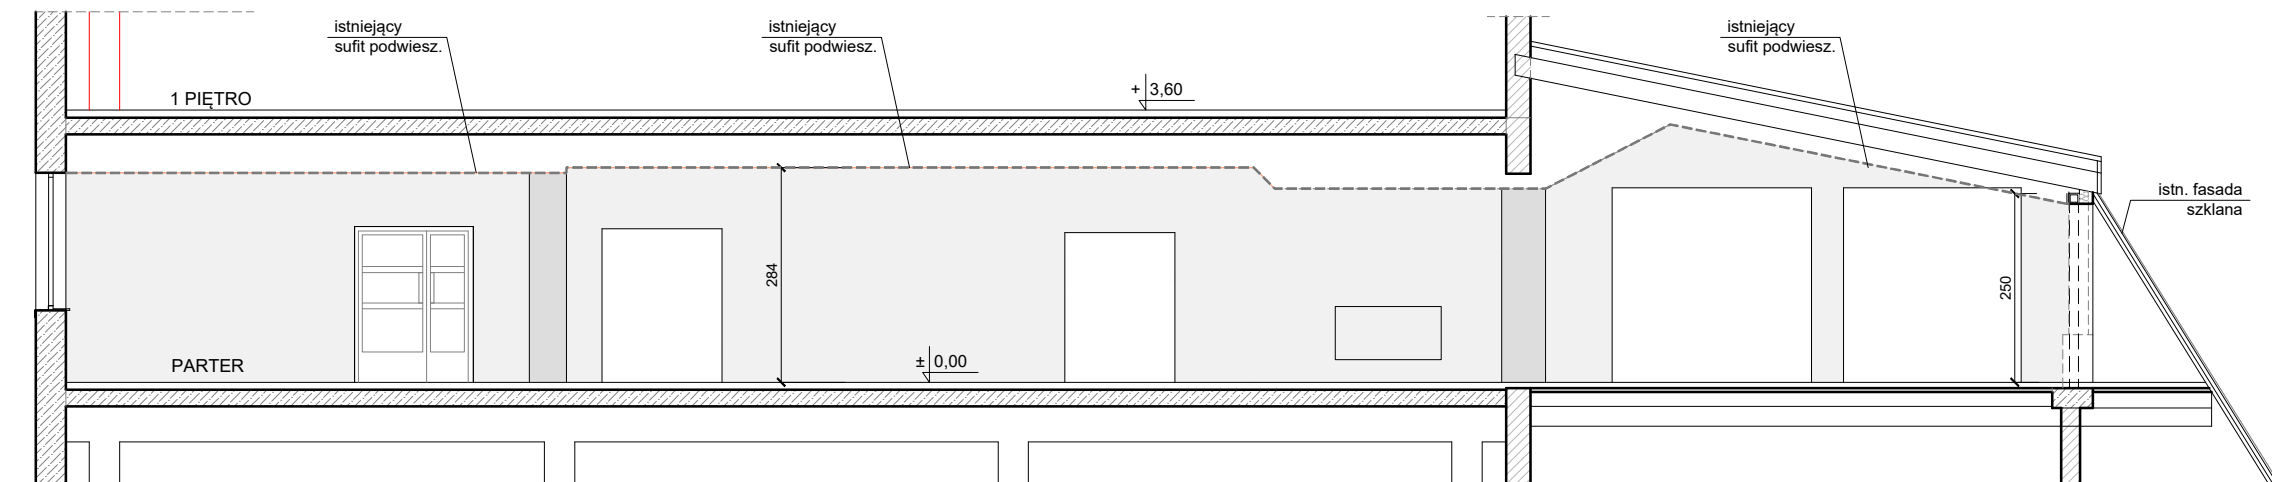 istniejący
sufit podwiesz.
istniejący
sufit podwiesz.
istniejący
sufit podwiesz.
+ 3,60
1 PIĘTRO
istn. fasada
szklana
284
250
± 0,00
PARTER